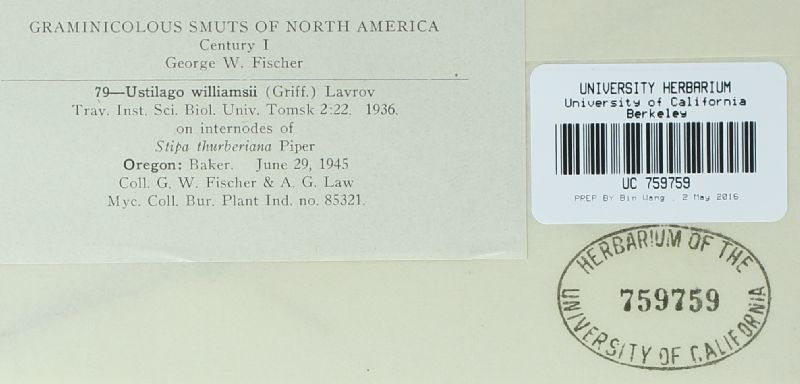 GRAMINICOLOUS SMUTS OF NORTH AMERICA
Century I
George W. Fischer
79—Ustilago williamsii (Griff.) Lavrov
Trav. Inst. Sci. Biol. Univ. Tomsk 2:22. 1936.
on internodes of
Stipa thurberiana Piper
Oregon: Baker. June 29, 1945
Coll. G. W. Fischer & A. G. Law
Myc. Coll. Bur. Plant Ind. no. 85321.
UNIVERSITY HERBARIUM
University of California
Berkeley
UC 759759
PREP BY Bin Wang , 2 May 2016
HERBARIUM OF THE
759759
UNIVERSITY OF CALIFORNIA